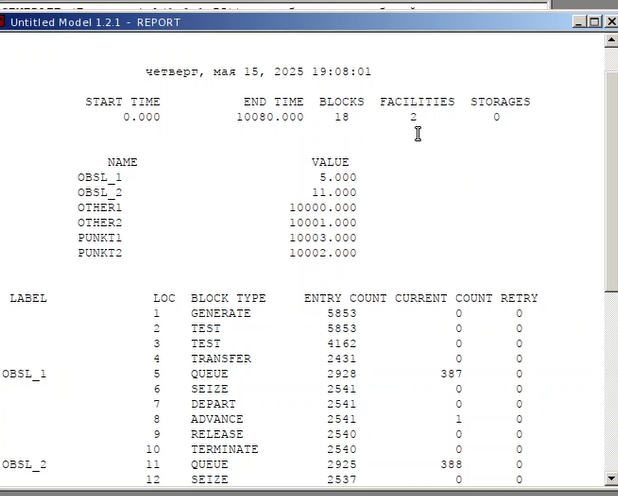 Untitled Model 1.2.1 - REPORT
четверг, мая 15, 2025 19:08:01
START TIME END TIME BLOCKS FACILITIES STORAGES
0.000 10080.000 18 2 0
NAME VALUE
OBSL_1 5.000
OBSL_2 11.000
OTHER1 10000.000
OTHER2 10001.000
PUNKT1 10003.000
PUNKT2 10002.000
LABEL LOC BLOCK TYPE ENTRY COUNT CURRENT COUNT RETRY
1 GENERATE 5853 0 0
2 TEST 5853 0 0
3 TEST 4162 0 0
4 TRANSFER 2431 0 0
OBSL_1 5 QUEUE 2928 387 0
6 SEIZE 2541 0 0
7 DEPART 2541 0 0
8 ADVANCE 2541 1 0
9 RELEASE 2540 0 0
10 TERMINATE 2540 0 0
OBSL_2 11 QUEUE 2925 388 0
12 SEIZE 2537 0 0